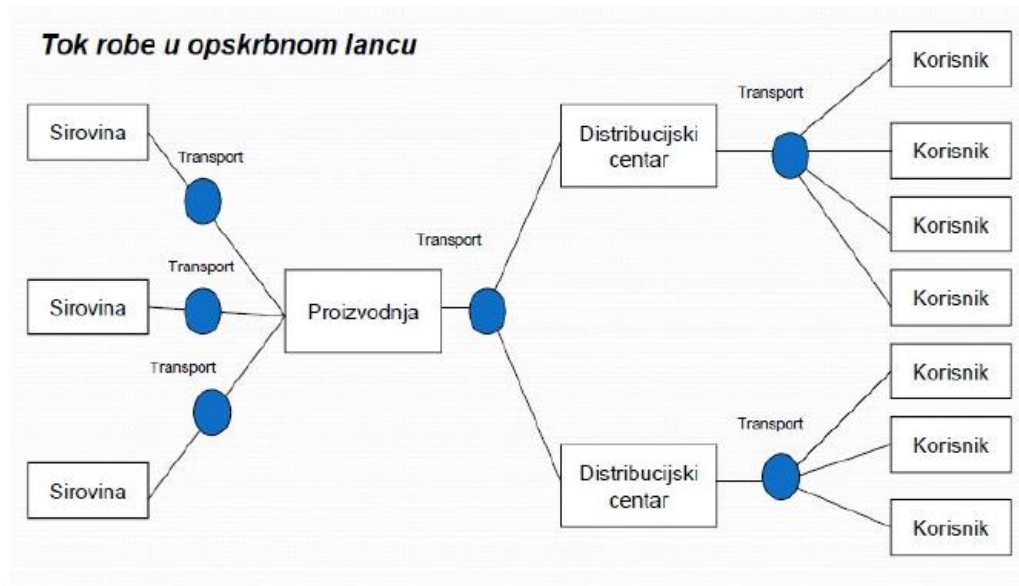 Tok robe u opskrbnom lancu
Sirovina
Transport
Sirovina
Transport
Sirovina
Transport
Proizvodnja
Transport
Distribucijski
centar
Transport
Korisnik
Korisnik
Korisnik
Korisnik
Distribucijski
centar
Transport
Korisnik
Korisnik
Korisnik